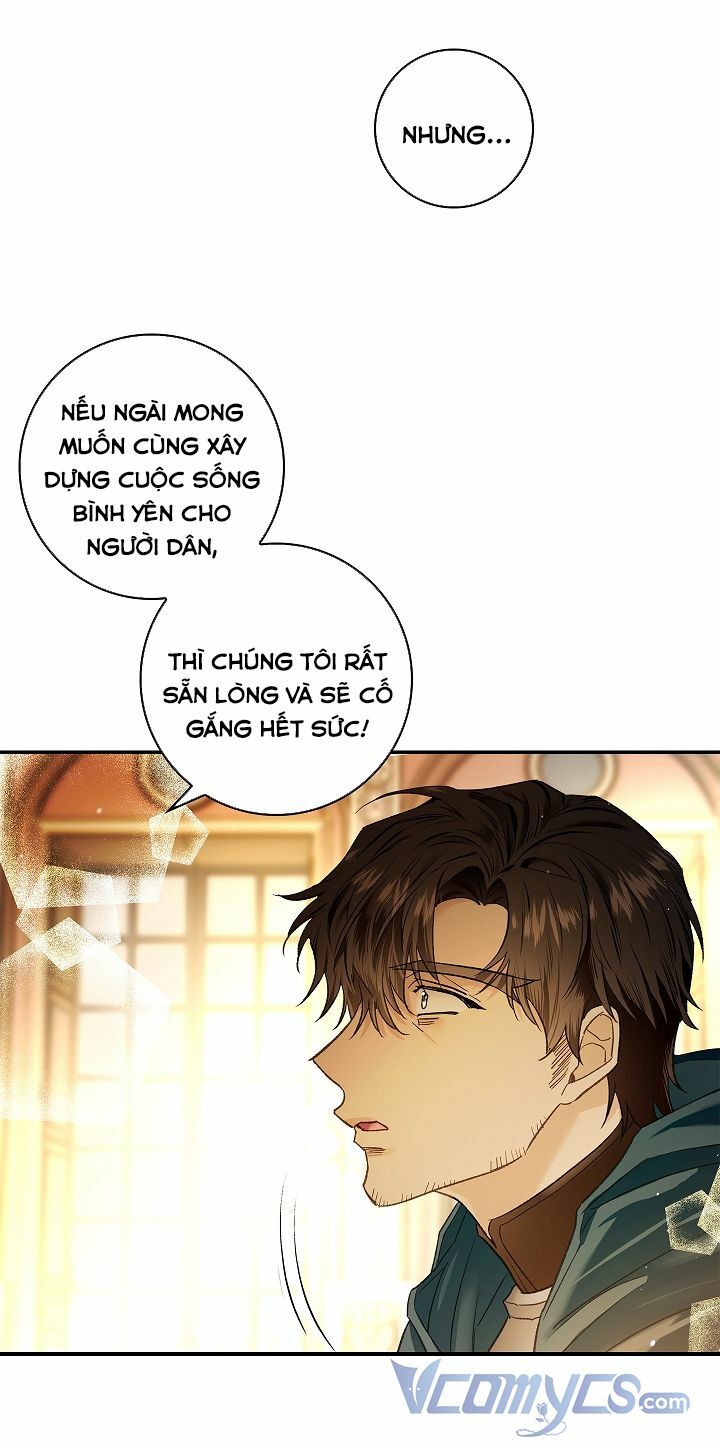 NHƯNG...
NẾU NGÀI MONG
MUỐN CÙNG XÂY
DỰNG CUỘC SỐNG
BÌNH YÊN CHO
NGƯỜI DÂN,
THÌ CHÚNG TÔI RẤT
SẴN LÒNG VÀ SẼ CỐ
GẮNG HẾT SỨC!
VCOMYCS.com